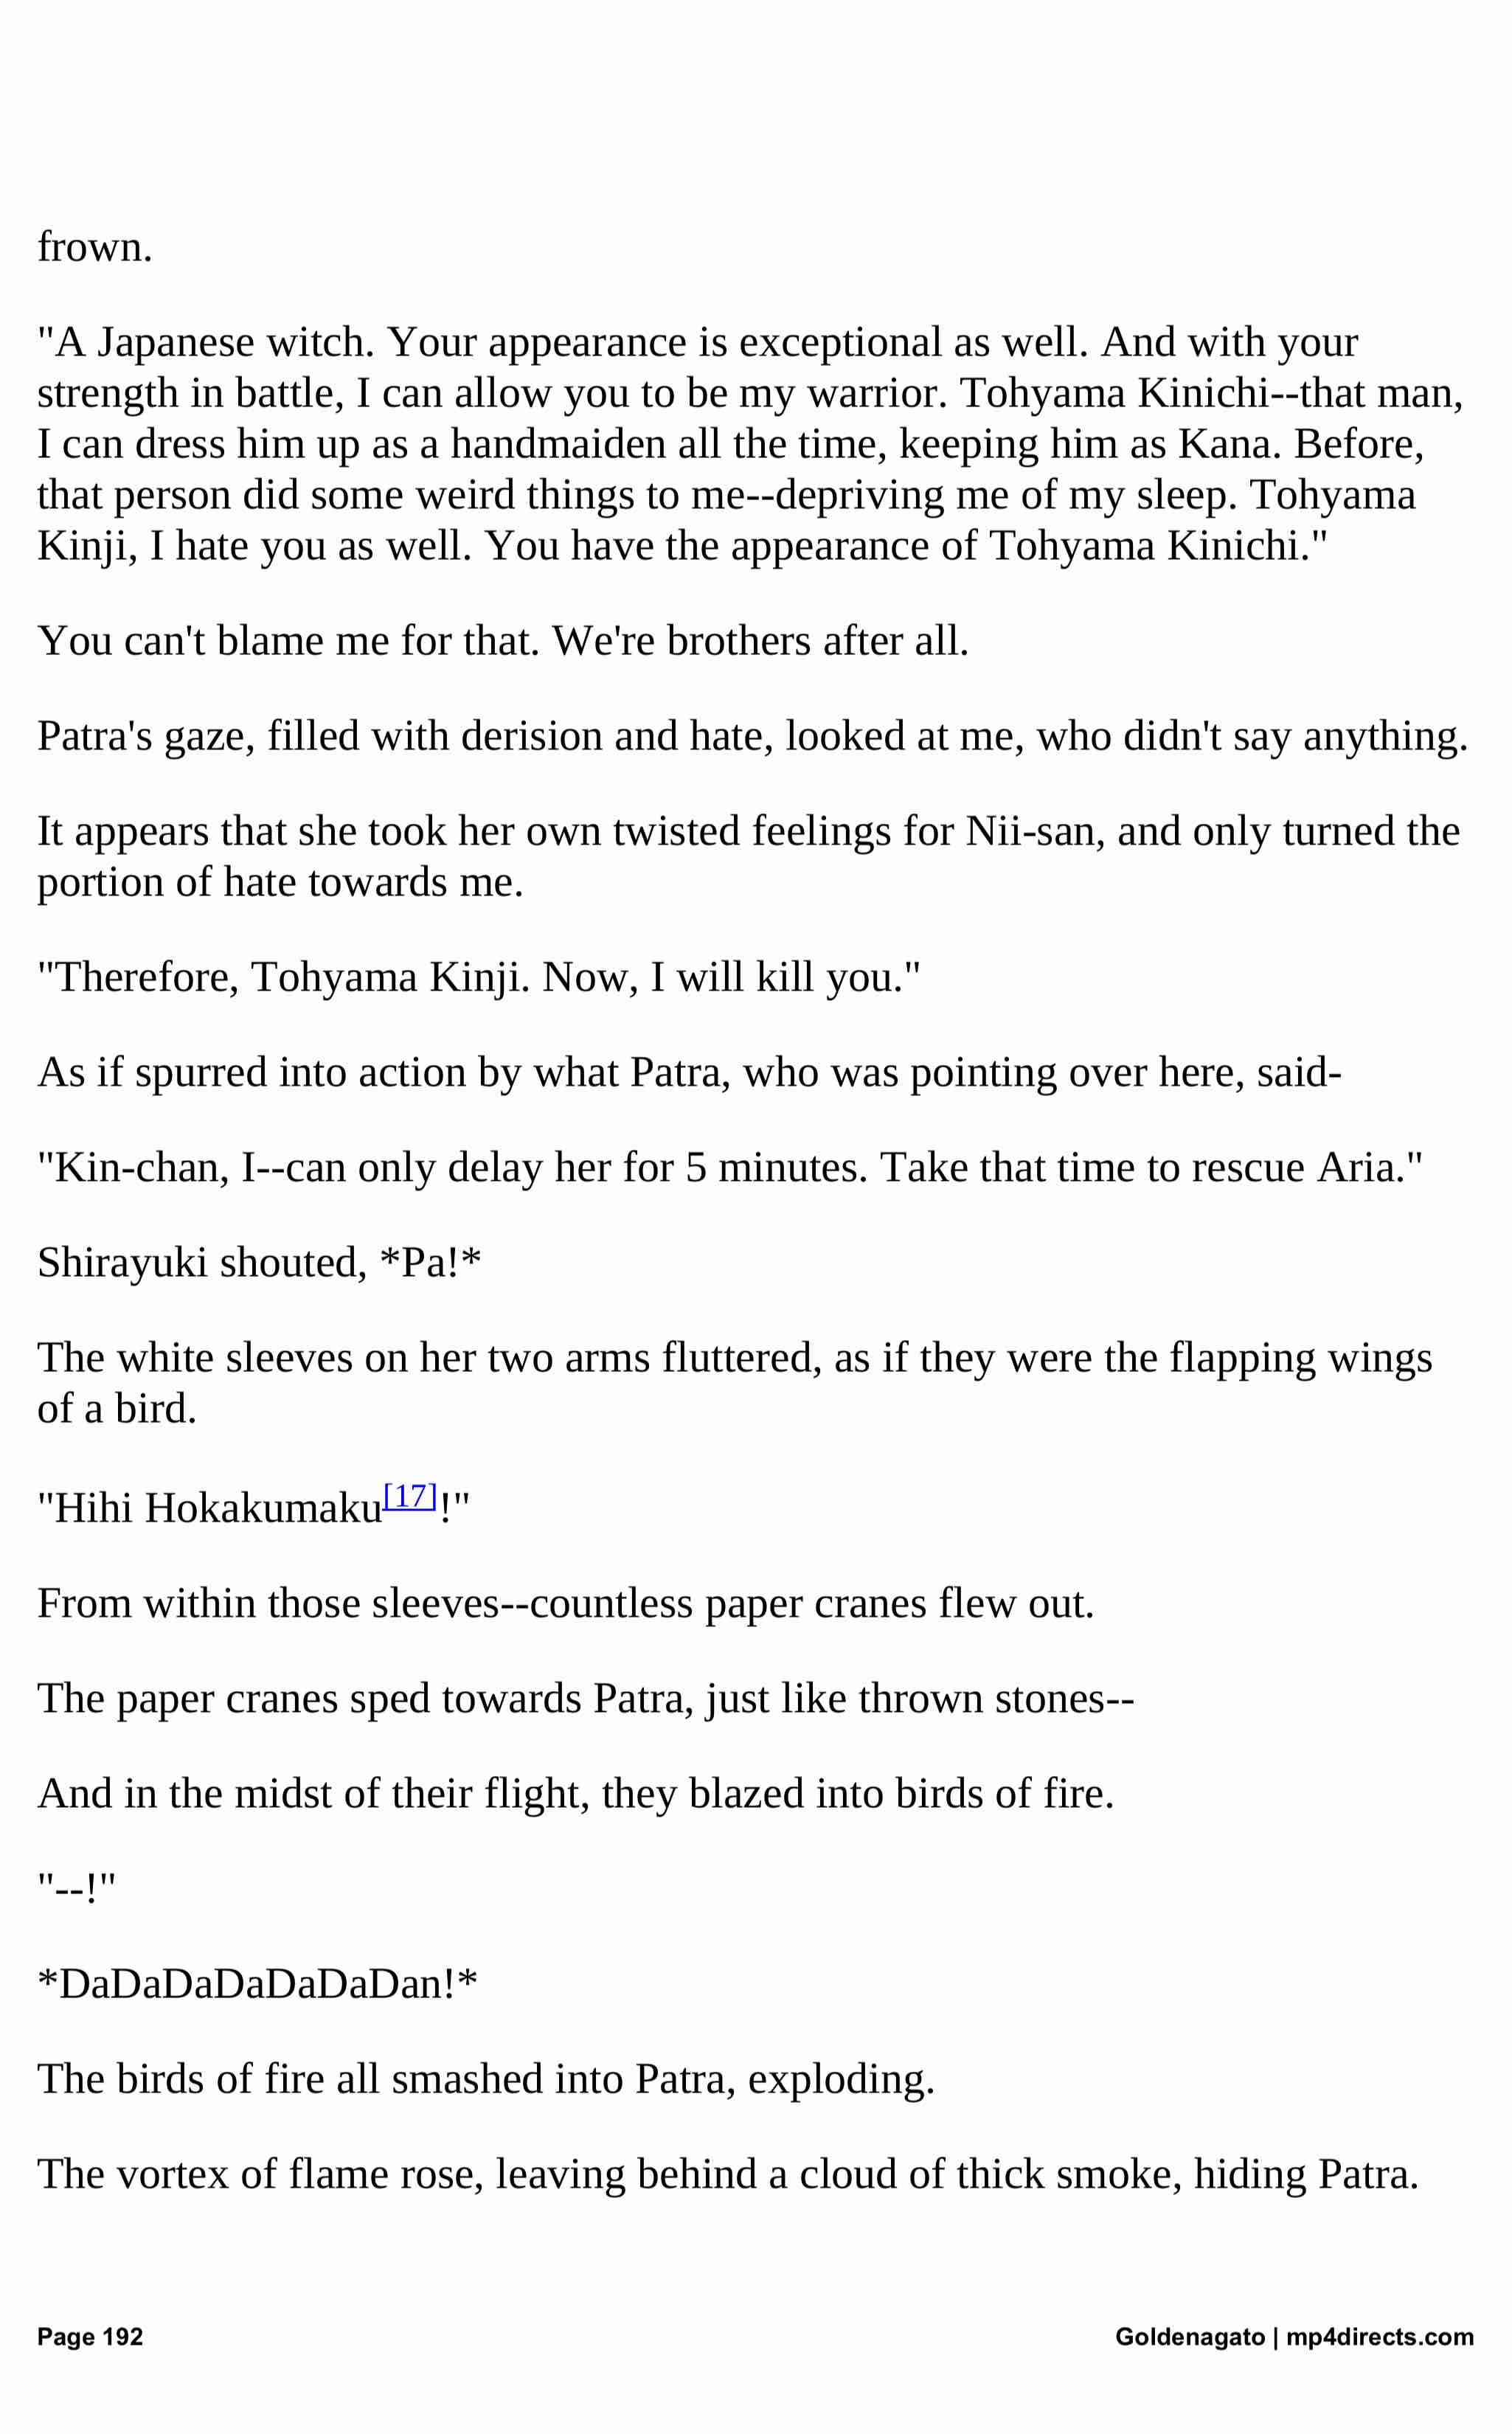 frown.
"A Japanese witch. Your appearance is exceptional as well. And with your
strength in battle, I can allow you to be my warrior. Tohyama Kinichi--that man,
I can dress him up as a handmaiden all the time, keeping him as Kana. Before,
that person did some weird things to me--depriving me of my sleep. Tohyama
Kinji, I hate you as well. You have the appearance of Tohyama Kinichi."
You can't blame me for that. We're brothers after all.
Patra's gaze, filled with derision and hate, looked at me, who didn't say anything.
It appears that she took her own twisted feelings for Nii-san, and only turned the
portion of hate towards me.
"Therefore, Tohyama Kinji. Now, I will kill you."
As if spurred into action by what Patra, who was pointing over here, said-
"Kin-chan, I--can only delay her for 5 minutes. Take that time to rescue Aria."
Shirayuki shouted, *Pa!*
The white sleeves on her two arms fluttered, as if they were the flapping wings
of a bird.
"Hihi Hokakumaku[17]!"
From within those sleeves--countless paper cranes flew out.
The paper cranes sped towards Patra, just like thrown stones--
And in the midst of their flight, they blazed into birds of fire.
"--!"
*DaDaDaDaDaDaDan!*
The birds of fire all smashed into Patra, exploding.
The vortex of flame rose, leaving behind a cloud of thick smoke, hiding Patra.
Page 192
Goldenagato | mp4directs.com